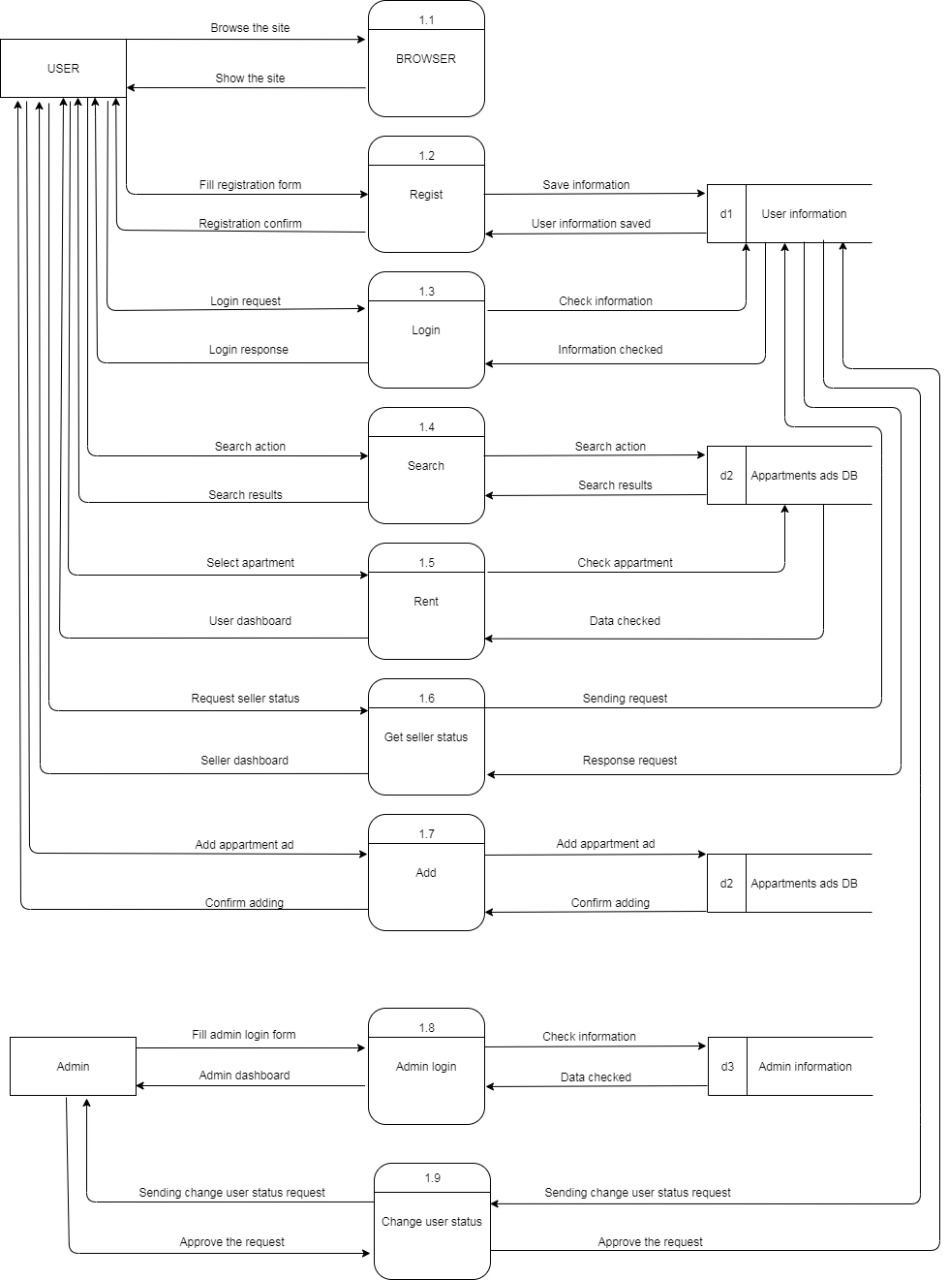 1.1
Browse the site
BROWSER
USER
Show the site
1.2
Fill registration form
Regist
Save information
Registration confirm
User information saved
d1
User information
1.3
Login request
Check information
Login
Login response
Information checked
1.4
Search action
Search action
Search
d2
Appartments ads DB
Search results
Search results
1.5
Select apartment
Check appartment
Rent
User dashboard
Data checked
1.6
Request seller status
Sending request
Get seller status
Seller dashboard
Response request
1.7
Add appartment ad
Add appartment ad
Add
d2
Appartments ads DB
Confirm adding
Confirm adding
1.8
Fill admin login form
Check information
Admin
Admin login
d3
Admin information
Admin dashboard
Data checked
1.9
Sending change user status request
Sending change user status request
Change user status
Approve the request
Approve the request